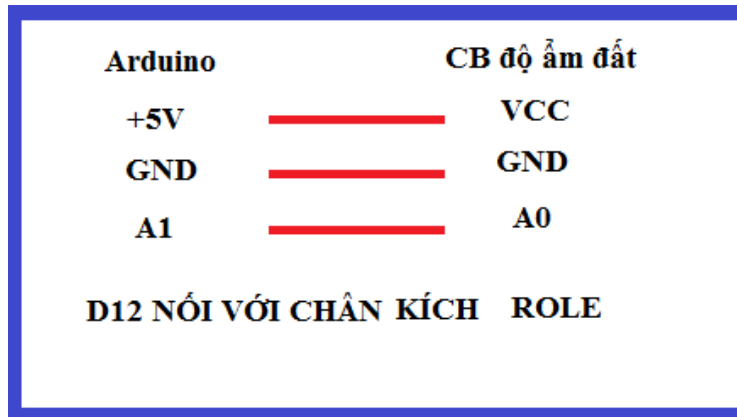 Arduino CB độ ẩm đất
+5V VCC
GND GND
A1 A0
D12 NỐI VỚI CHÂN KÍCH ROLE